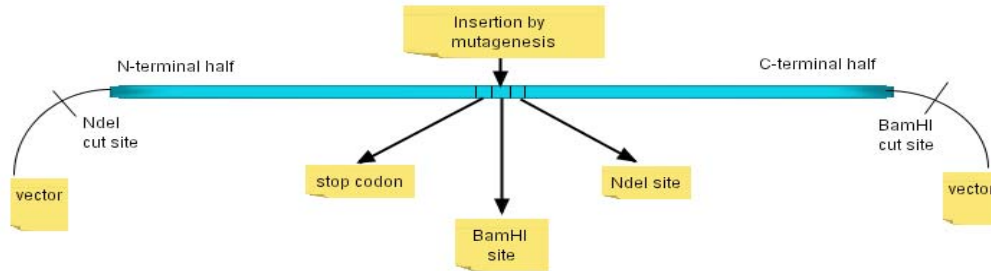 Insertion by
mutagenesis
N-terminal half
C-terminal half
NdeI
cut site
BamHI
cut site
stop codon
NdeI site
vector
vector
BamHI
site